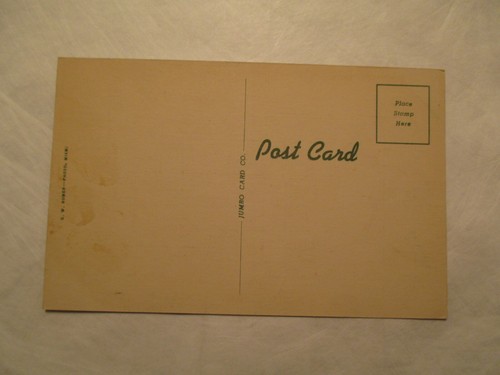 Place
Stamp
Here
Post Card
JUMBO CARD CO.